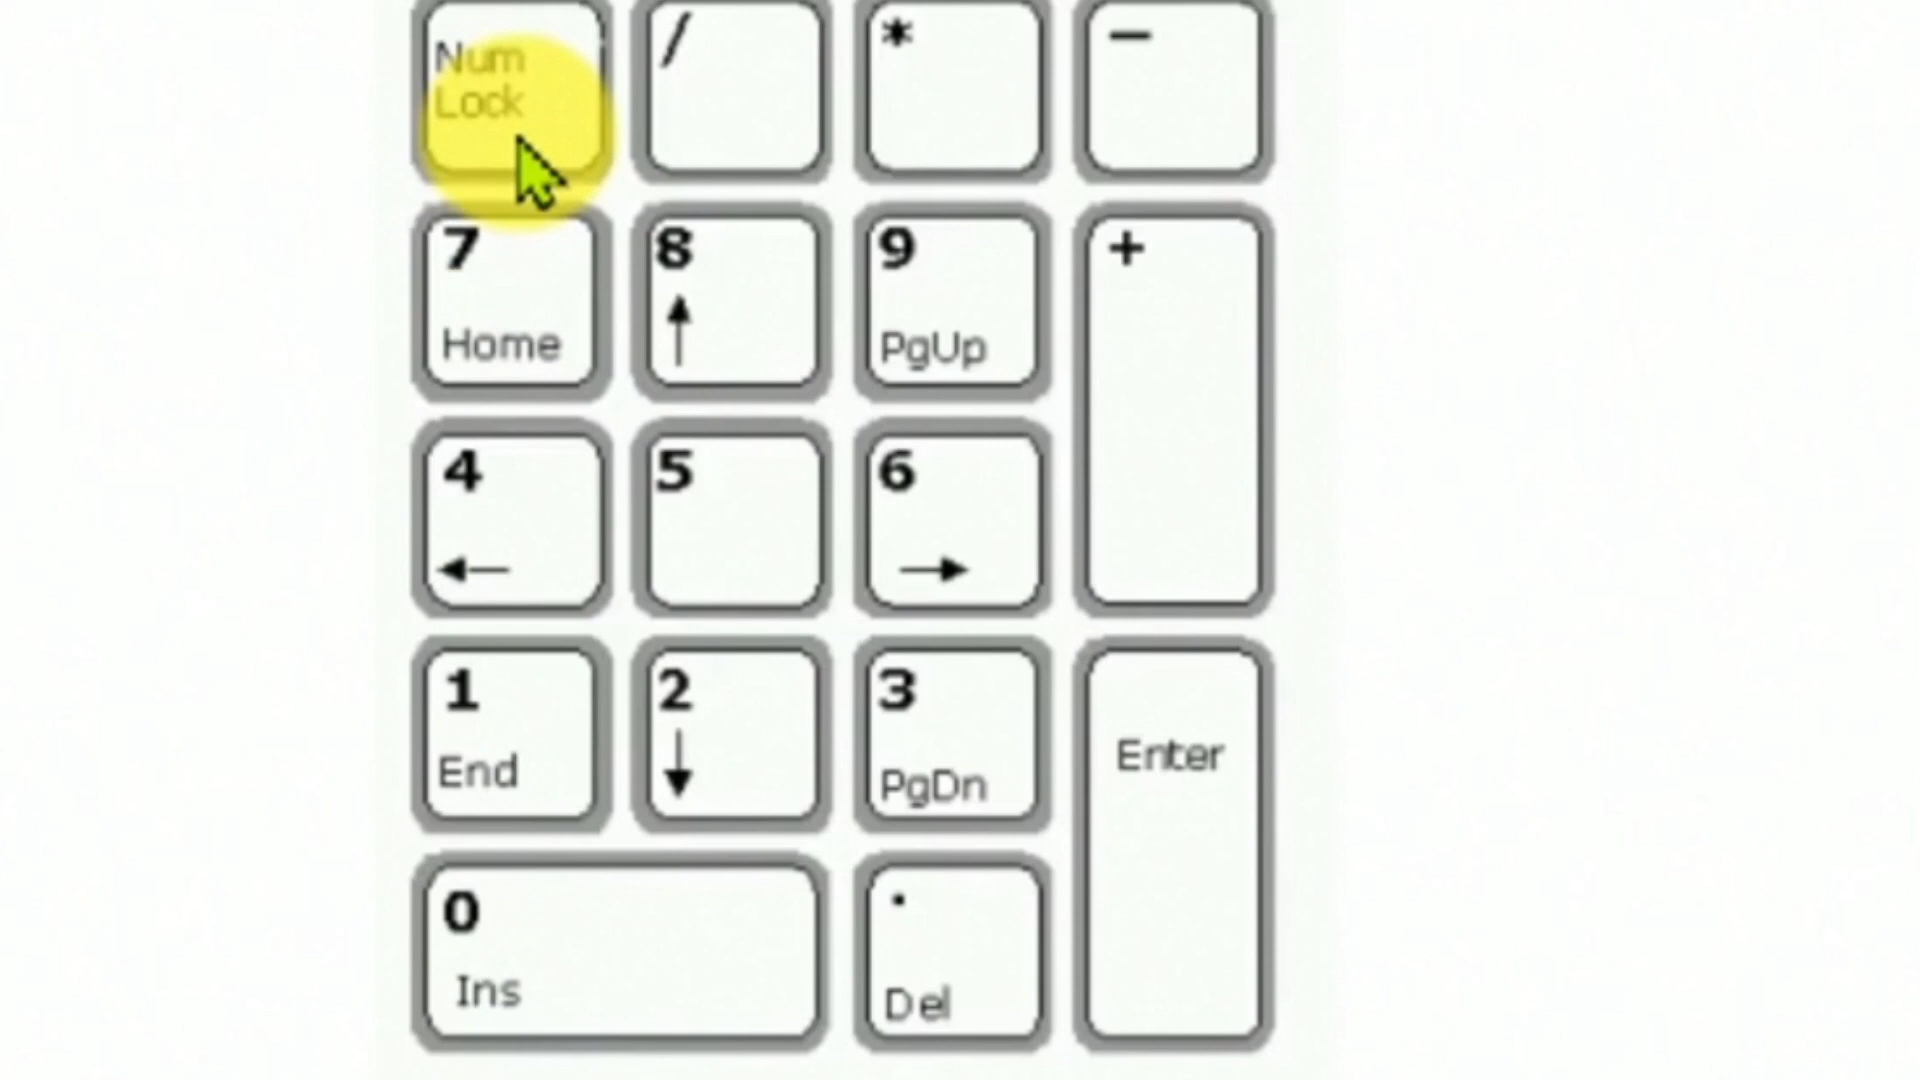 Num
Lock
/
*
-
7
Home
8
↑
9
PgUp
+
4
←
5
6
→
1
End
2
↓
3
PgDn
Enter
0
Ins
.
Del